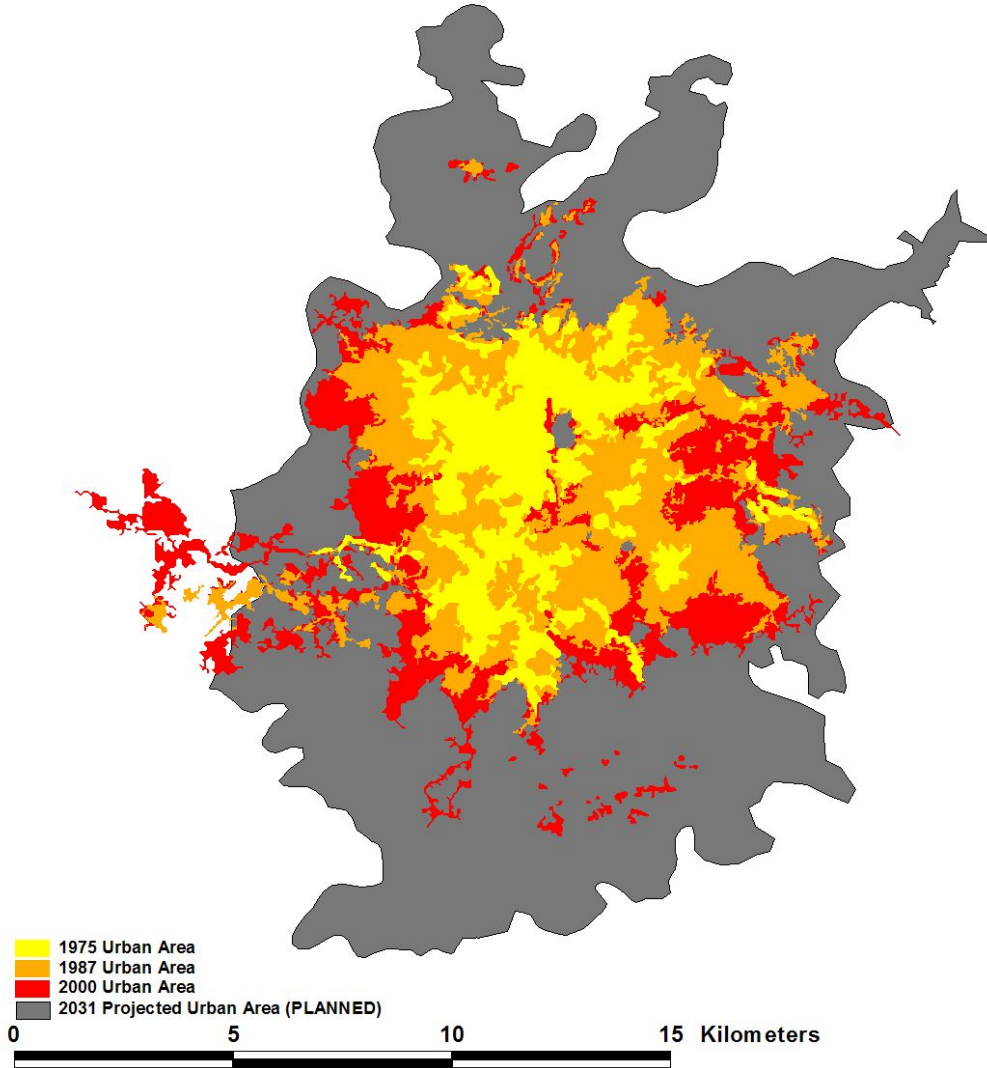 1975 Urban Area
1987 Urban Area
2000 Urban Area
2031 Projected Urban Area (PLANNED)
0 5 10 15 Kilometers